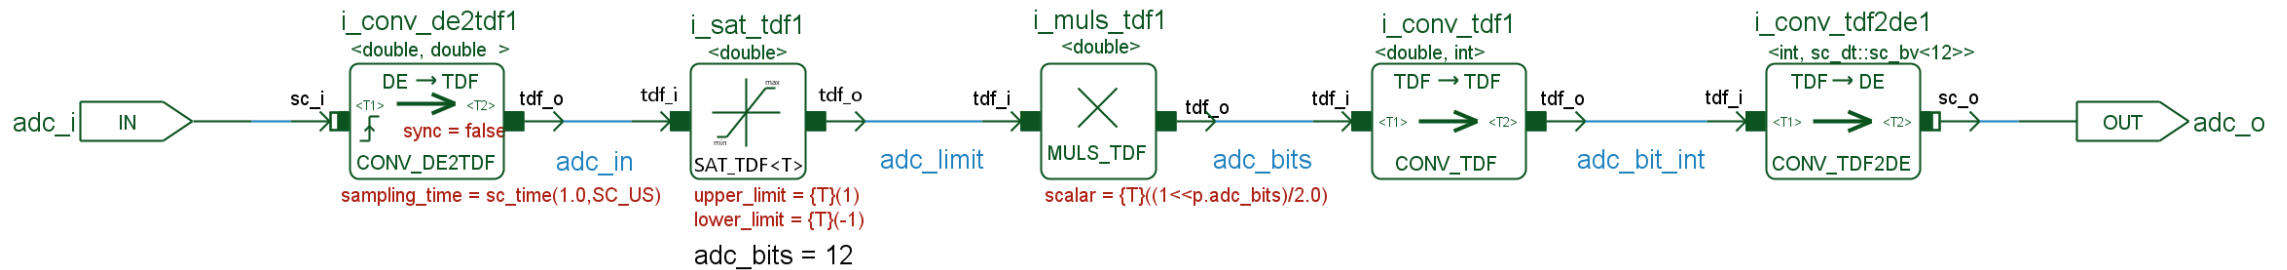 i_conv_de2tdf1
<double, double >
DE → TDF
<T1>
<T2>
sync = false
CONV_DE2TDF
sampling_time = sc_time(1.0,SC_US)
adc_i
IN
sc_i
tdf_o
adc_in
i_sat_tdf1
<double>
max
min
SAT_TDF<T>
upper_limit = {T}(1)
lower_limit = {T}(-1)
adc_bits = 12
tdf_i
tdf_o
adc_limit
i_muls_tdf1
<double>
MULS_TDF
scalar = {T}((1<<p.adc_bits)/2.0)
tdf_i
tdf_o
adc_bits
i_conv_tdf1
<double, int>
TDF → TDF
<T1>
<T2>
CONV_TDF
tdf_i
tdf_o
adc_bit_int
i_conv_tdf2de1
<int, sc_dt::sc_bv<12>>
TDF → DE
<T1>
<T2>
CONV_TDF2DE
tdf_i
sc_o
OUT
adc_o